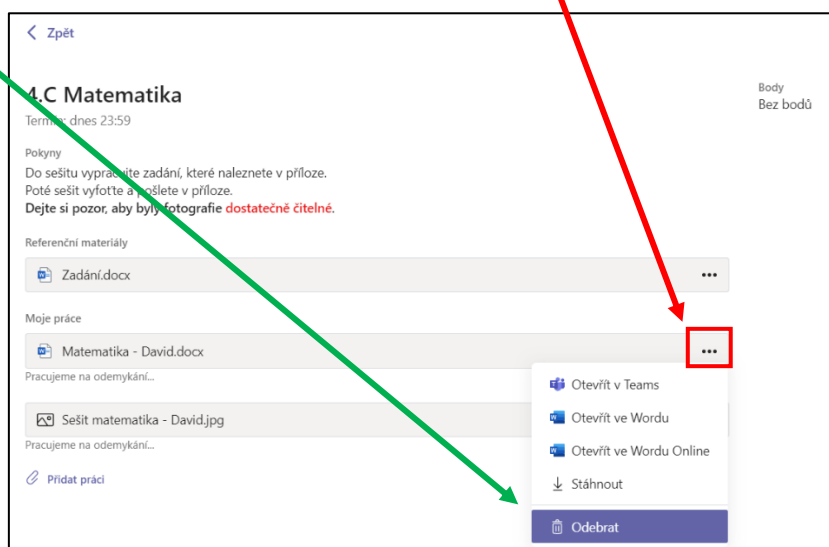 Zpět
4.C Matematika
Termín: dnes 23:59
Body
Bez bodů
Pokyny
Do sešitu vypracujte zadání, které naleznete v příloze.
Poté sešit vyfoťte a pošlete v příloze.
Dejte si pozor, aby byly fotografie dostatečně čitelné.
Referenční materiály
Zadání.docx
Moje práce
Matematika - David.docx
Pracujeme na odemykání...
Sešit matematika - David.jpg
Pracujeme na odemykání...
Přidat práci
Otevřít v Teams
Otevřít ve Wordu
Otevřít ve Wordu Online
Stáhnout
Odebrat